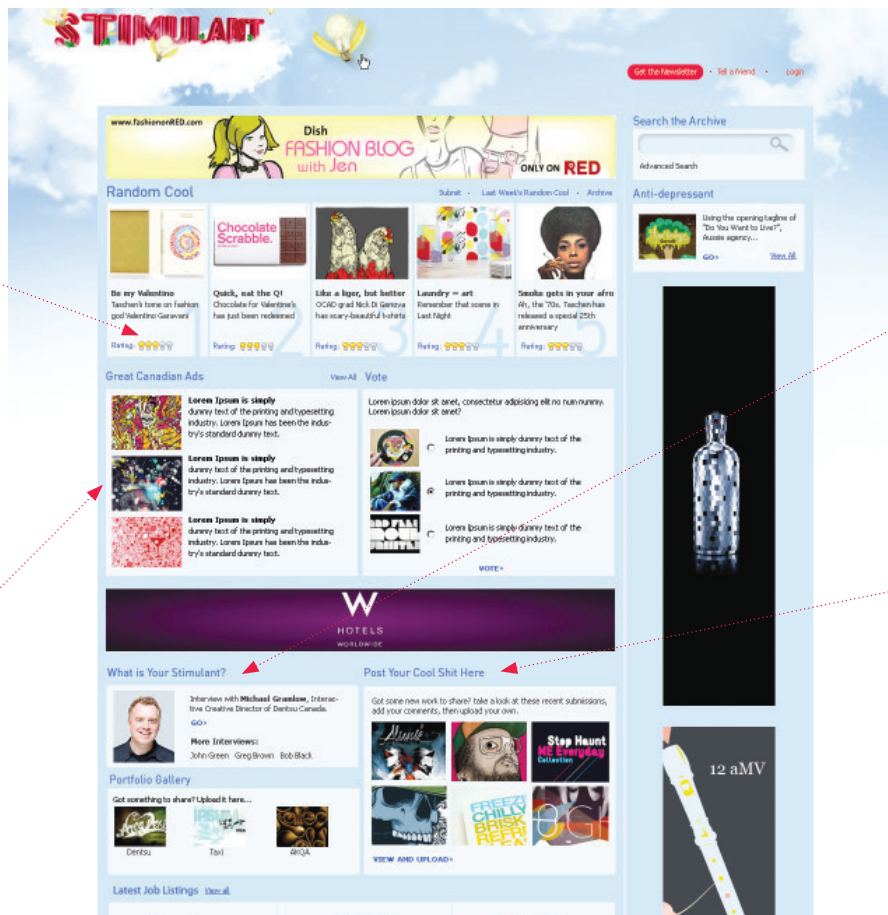 STIMULANT
Get the Newsletter · Tell a friend · Login
www.fashiononRED.com
Dish
FASHION BLOG
with Jen
ONLY ON RED
Search the Archive
Advanced Search
Random Cool
Submit · Last Week's Random Cool · Archive
Anti-depressant
Using the opening tagline of
"Do You Want to Live?",
Aussie agency...
GO>
View All
Chocolate
Scrabble.
Be my Valentino
Taschen's tome on fashion
god Valentino Garavani
Rating:
1
Quick, eat the Q!
Chocolate for Valentine's
has just been redeemed
Rating:
2
Like a liger, but better
OCAD grad Nick Di Genova
has scary-beautiful t-shirts
Rating:
3
Laundry = art
Remember that scene in
Last Night
Rating:
4
Smoke gets in your afro
Ah, the '70s. Taschen has
released a special 25th
anniversary
Rating:
5
Great Canadian Ads
View All
Lorem Ipsum is simply
dummy text of the printing and typesetting
industry. Lorem Ipsum has been the indus-
try's standard dummy text.
Lorem Ipsum is simply
dummy text of the printing and typesetting
industry. Lorem Ipsum has been the indus-
try's standard dummy text.
Lorem Ipsum is simply
dummy text of the printing and typesetting
industry. Lorem Ipsum has been the indus-
try's standard dummy text.
Vote
Lorem ipsum dolor sit amet, consectetur adipisicing elit no num nummy.
Lorem ipsum dolor sit amet?
Lorem Ipsum is simply dummy text of the
printing and typesetting industry.
Lorem Ipsum is simply dummy text of the
printing and typesetting industry.
Lorem Ipsum is simply dummy text of the
printing and typesetting industry.
VOTE>
W
HOTELS
WORLDWIDE
What is Your Stimulant?
Interview with Michael Gramlow, Interac-
tive Creative Director of Dentsu Canada.
GO>
More Interviews:
John Green Greg Brown Bob Black
Portfolio Gallery
Got something to share? Upload it here...
Dentsu
Taxi
AKQA
Post Your Cool Shit Here
Got some new work to share? take a look at these recent submissions,
add your comments, then upload your own.
Stop Haunt
ME Everyday
Collection
FREEZI
CHILLY
BRISK
REFRI
VIEW AND UPLOAD>
12 aMV
Latest Job Listings View all